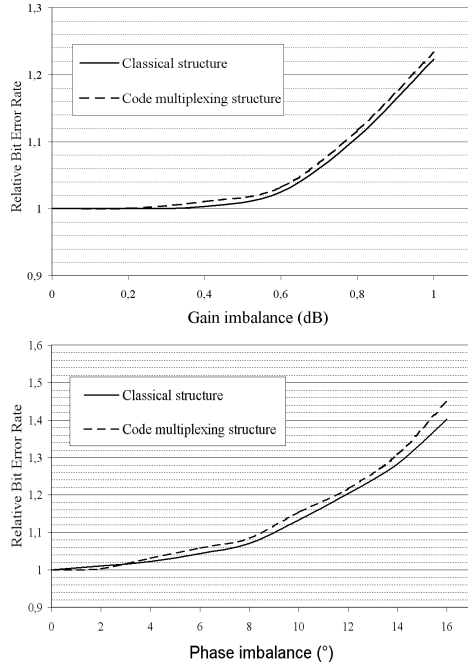 1,3
1,2
1,1
1
0,9
Relative Bit Error Rate
Classical structure
Code multiplexing structure
0 0,2 0,4 0,6 0,8 1
Gain imbalance (dB)
1,6
1,5
1,4
1,3
1,2
1,1
1
0,9
Relative Bit Error Rate
Classical structure
Code multiplexing structure
0 2 4 6 8 10 12 14 16
Phase imbalance (°)